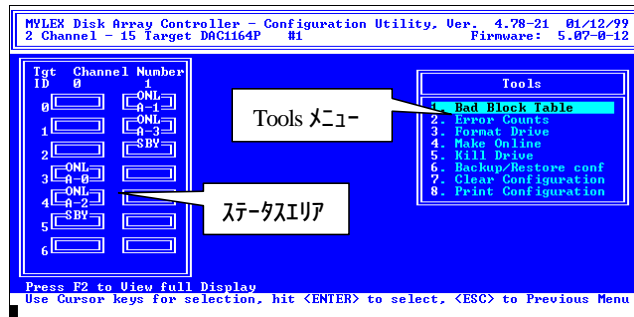 MYLEX Disk Array Controller - Configuration Utility, Ver. 4.78-21 01/12/99
2 Channel - 15 Target DAC1164P #1 Firmware: 5.07-0-12
Tgt Channel Number
ID 0 1
0 ONL A-1
1 ONL A-3
2 SBY
3 ONL A-0
4 ONL A-2
5 SBY
6
Tools メニュー
ステータスエリア
Tools
1. Bad Block Table
2. Error Counts
3. Format Drive
4. Make Online
5. Kill Drive
6. Backup/Restore conf
7. Clear Configuration
8. Print Configuration
Press F2 to View full Display
Use Cursor keys for selection, hit <ENTER> to select, <ESC> to Previous Menu